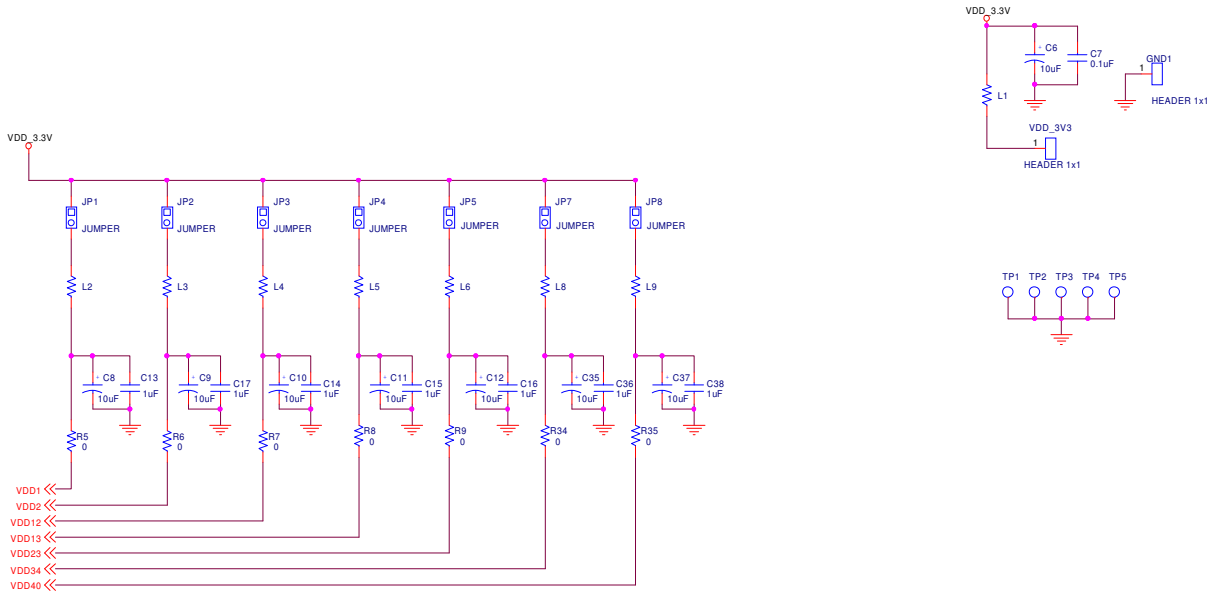 VDD_3.3V
C6
10uF
C7
0.1uF
GND1
1
HEADER 1x1
L1
VDD_3V3
1
HEADER 1x1
VDD_3.3V
JP1
JUMPER
JP2
JUMPER
JP3
JUMPER
JP4
JUMPER
JP5
JUMPER
JP7
JUMPER
JP8
JUMPER
L2
L3
L4
L5
L6
L8
L9
TP1 TP2 TP3 TP4 TP5
+ C8
10uF
C13
1uF
+ C9
10uF
C17
1uF
+ C10
10uF
C14
1uF
+ C11
10uF
C15
1uF
+ C12
10uF
C16
1uF
+ C35
10uF
C36
1uF
+ C37
10uF
C38
1uF
R5
0
R6
0
R7
0
R8
0
R9
0
R34
0
R35
0
VDD1
VDD2
VDD12
VDD13
VDD23
VDD34
VDD40